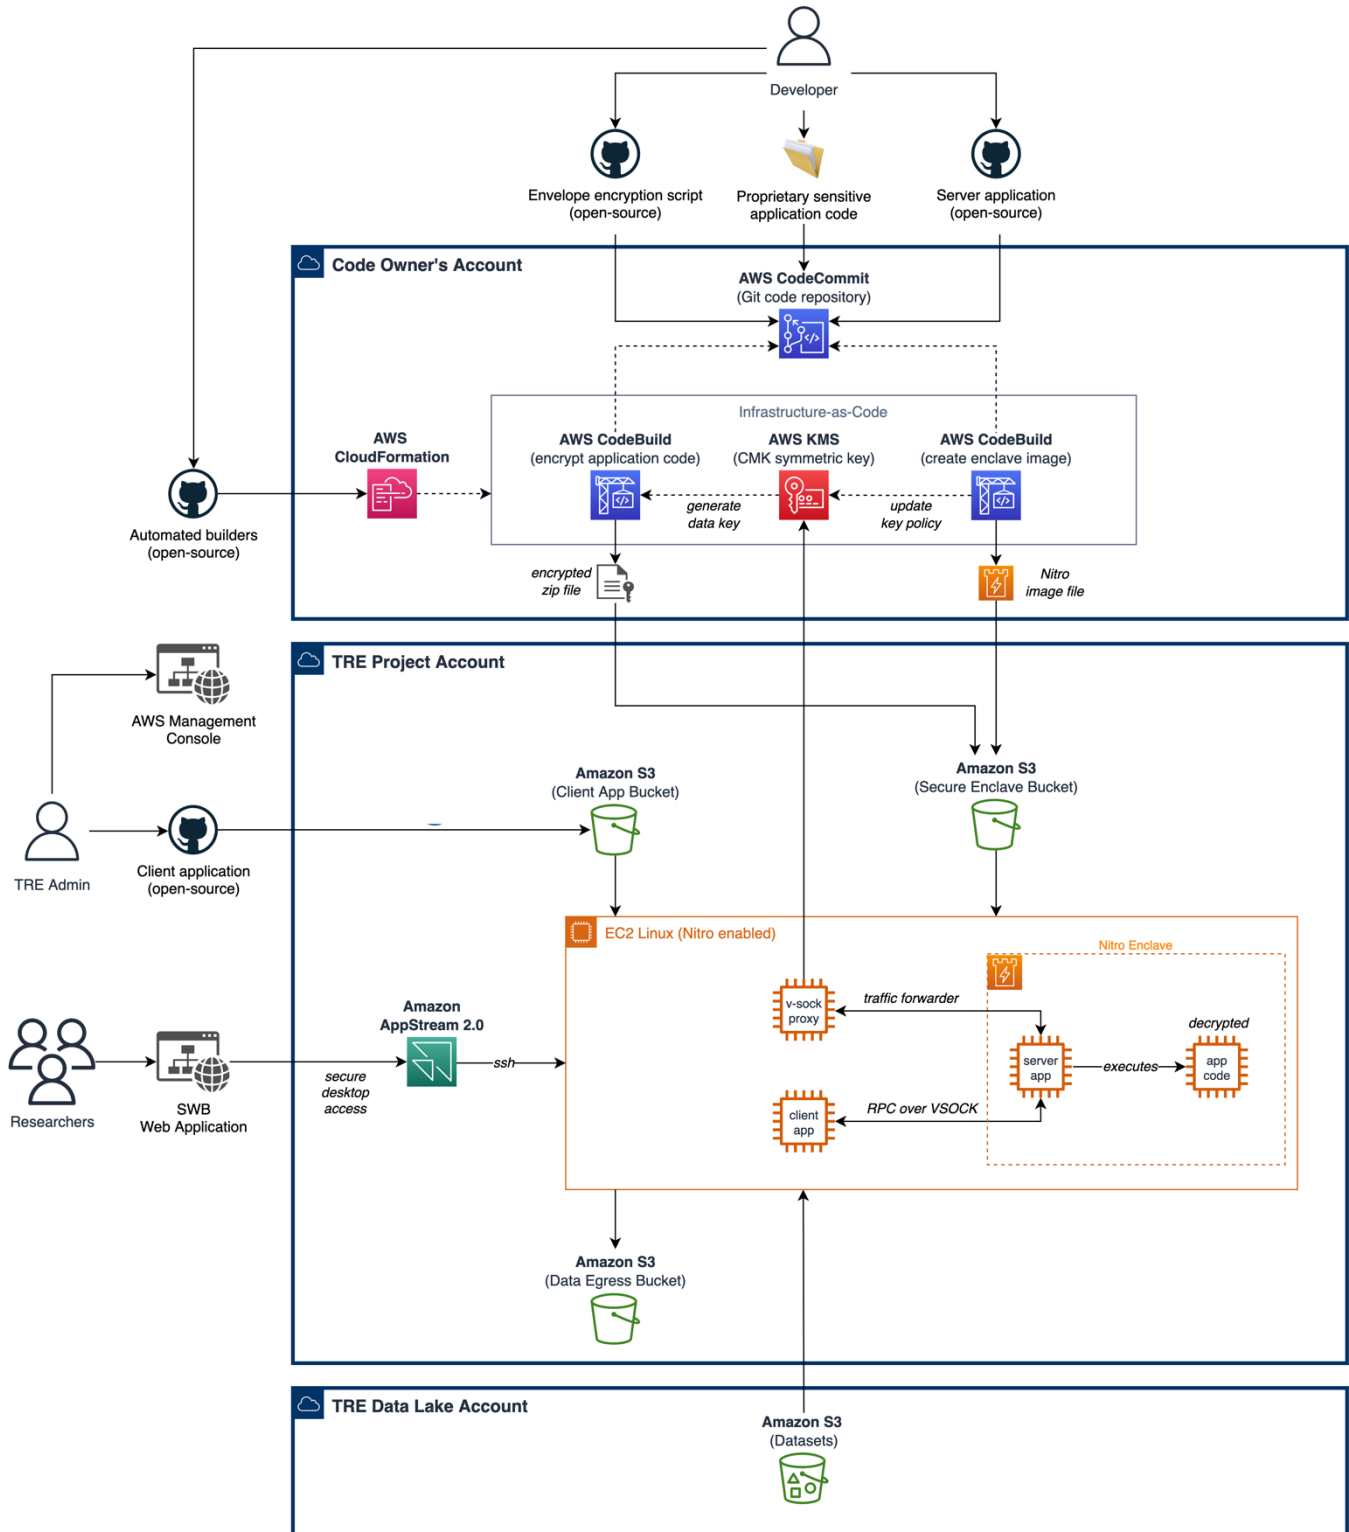 Developer
Envelope encryption script
(open-source)
Proprietary sensitive
application code
Server application
(open-source)
Code Owner's Account
AWS CodeCommit
(Git code repository)
Infrastructure-as-Code
AWS
CloudFormation
AWS CodeBuild
(encrypt application code)
AWS KMS
(CMK symmetric key)
AWS CodeBuild
(create enclave image)
generate
data key
update
key policy
Automated builders
(open-source)
encrypted
zip file
Nitro
image file
TRE Project Account
AWS Management
Console
Amazon S3
(Client App Bucket)
Amazon S3
(Secure Enclave Bucket)
TRE Admin
Client application
(open-source)
EC2 Linux (Nitro enabled)
Nitro Enclave
v-sock
proxy
traffic forwarder
decrypted
Amazon
AppStream 2.0
server
app
executes
app
code
ssh
secure
desktop
access
Researchers
SWB
Web Application
client
app
RPC over VSOCK
Amazon S3
(Data Egress Bucket)
TRE Data Lake Account
Amazon S3
(Datasets)